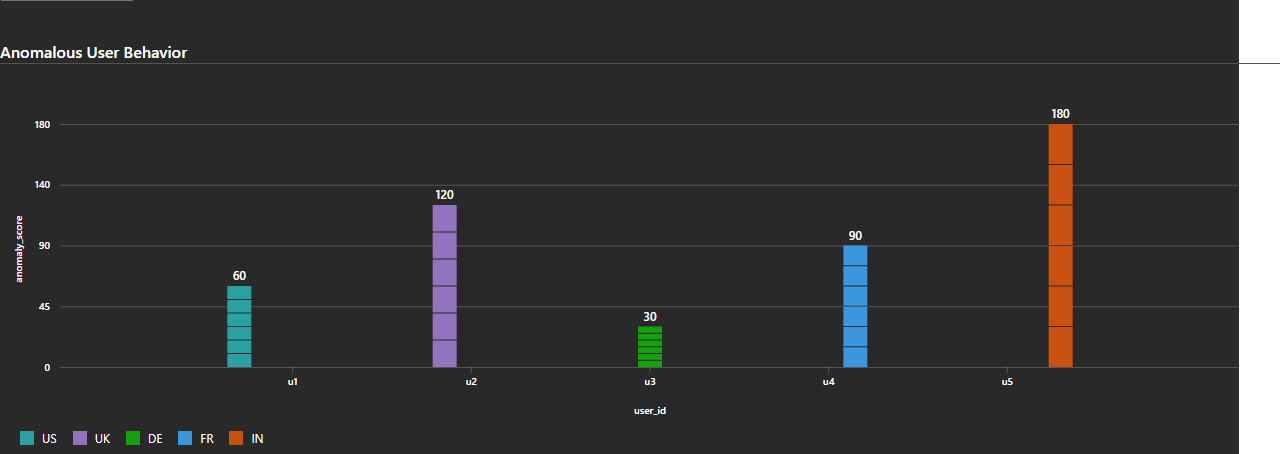 Anomalous User Behavior
180
180
140
120
90
90
anomaly_score
60
45
30
0
u1 u2 u3 u4 u5
user_id
US UK DE FR IN